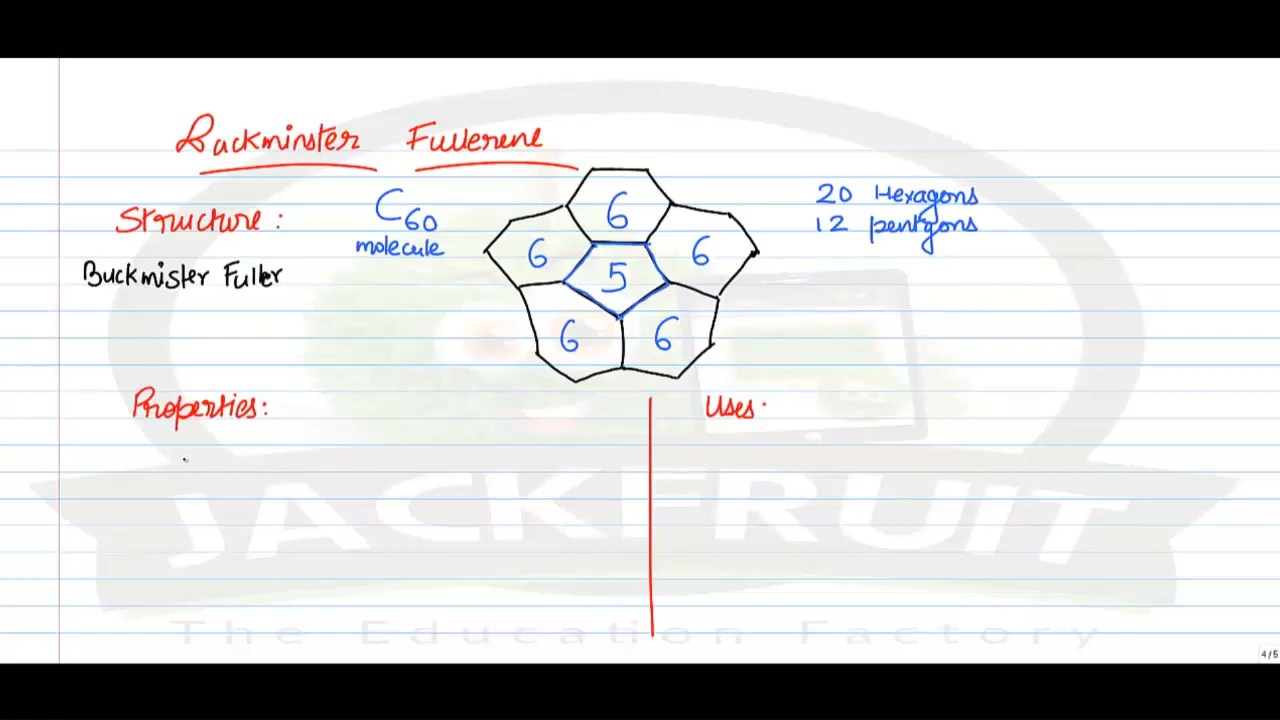 Buckminster Fullerene
Structure:
C60
molecule
20 Hexagons
12 pentgons
Buckmister Fuller
6
6
6
5
6
6
Properties:
Uses.
JACKFRUIT
The Education Factory
4/5